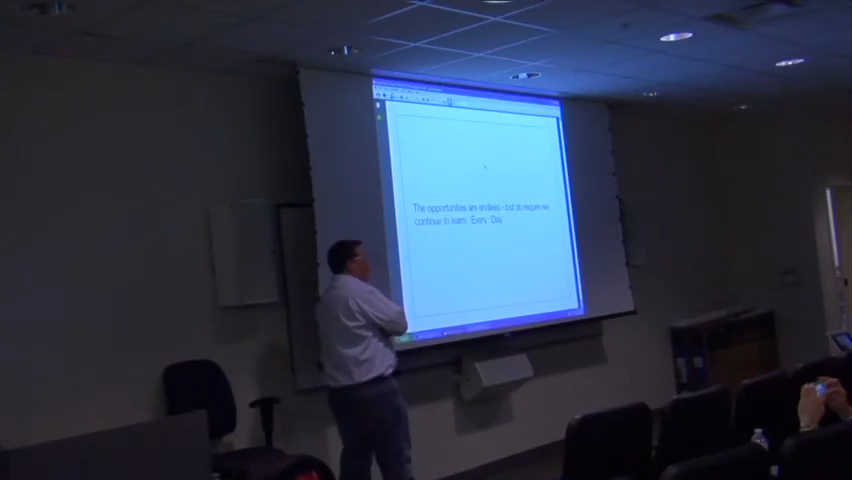 The opportunities are endless - but do require we
continue to learn. Every. Day.